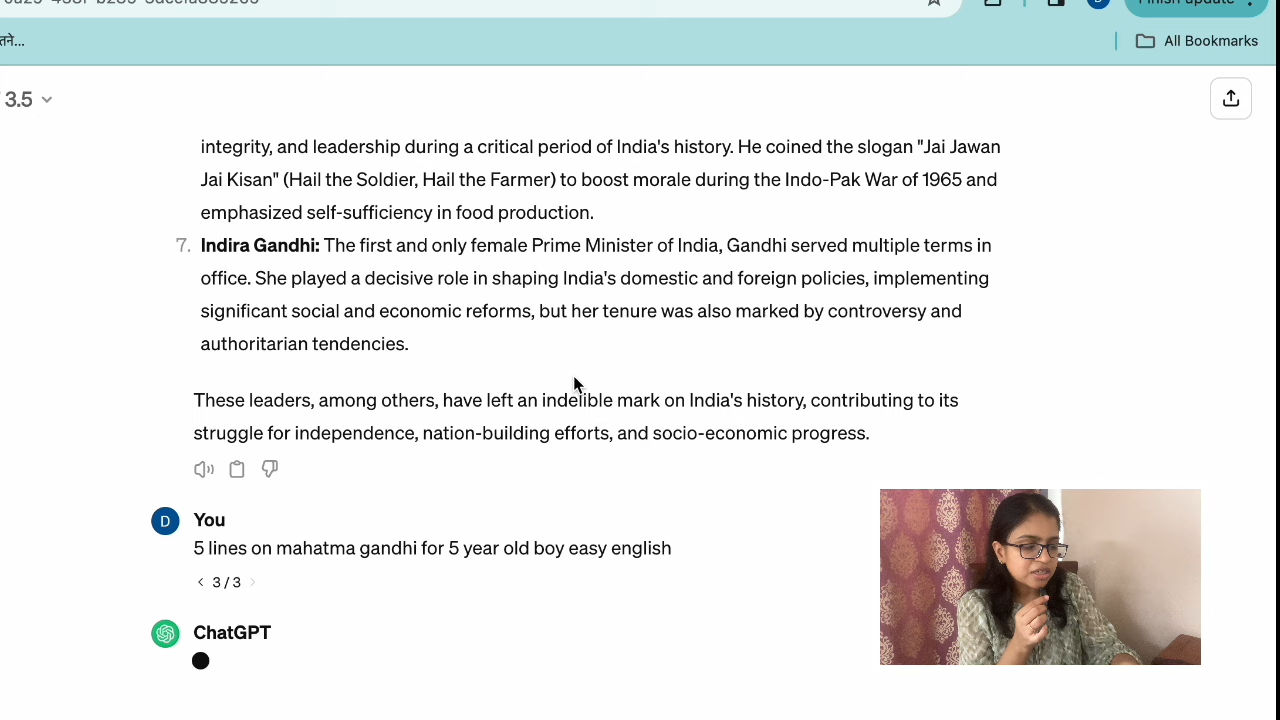 तने...
All Bookmarks
3.5
integrity, and leadership during a critical period of India's history. He coined the slogan "Jai Jawan
Jai Kisan" (Hail the Soldier, Hail the Farmer) to boost morale during the Indo-Pak War of 1965 and
emphasized self-sufficiency in food production.
7. Indira Gandhi: The first and only female Prime Minister of India, Gandhi served multiple terms in
office. She played a decisive role in shaping India's domestic and foreign policies, implementing
significant social and economic reforms, but her tenure was also marked by controversy and
authoritarian tendencies.
These leaders, among others, have left an indelible mark on India's history, contributing to its
struggle for independence, nation-building efforts, and socio-economic progress.
D You
5 lines on mahatma gandhi for 5 year old boy easy english
< 3 / 3 >
ChatGPT